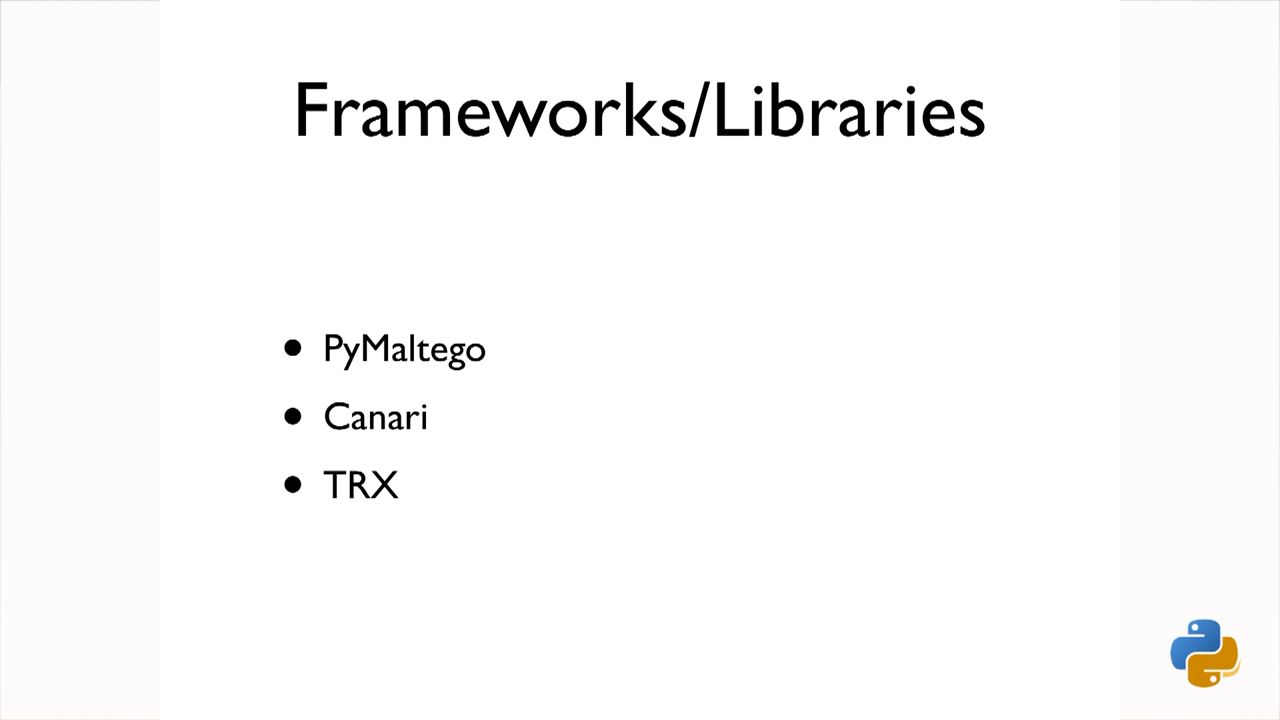 Frameworks/Libraries
• PyMaltego
• Canari
• TRX